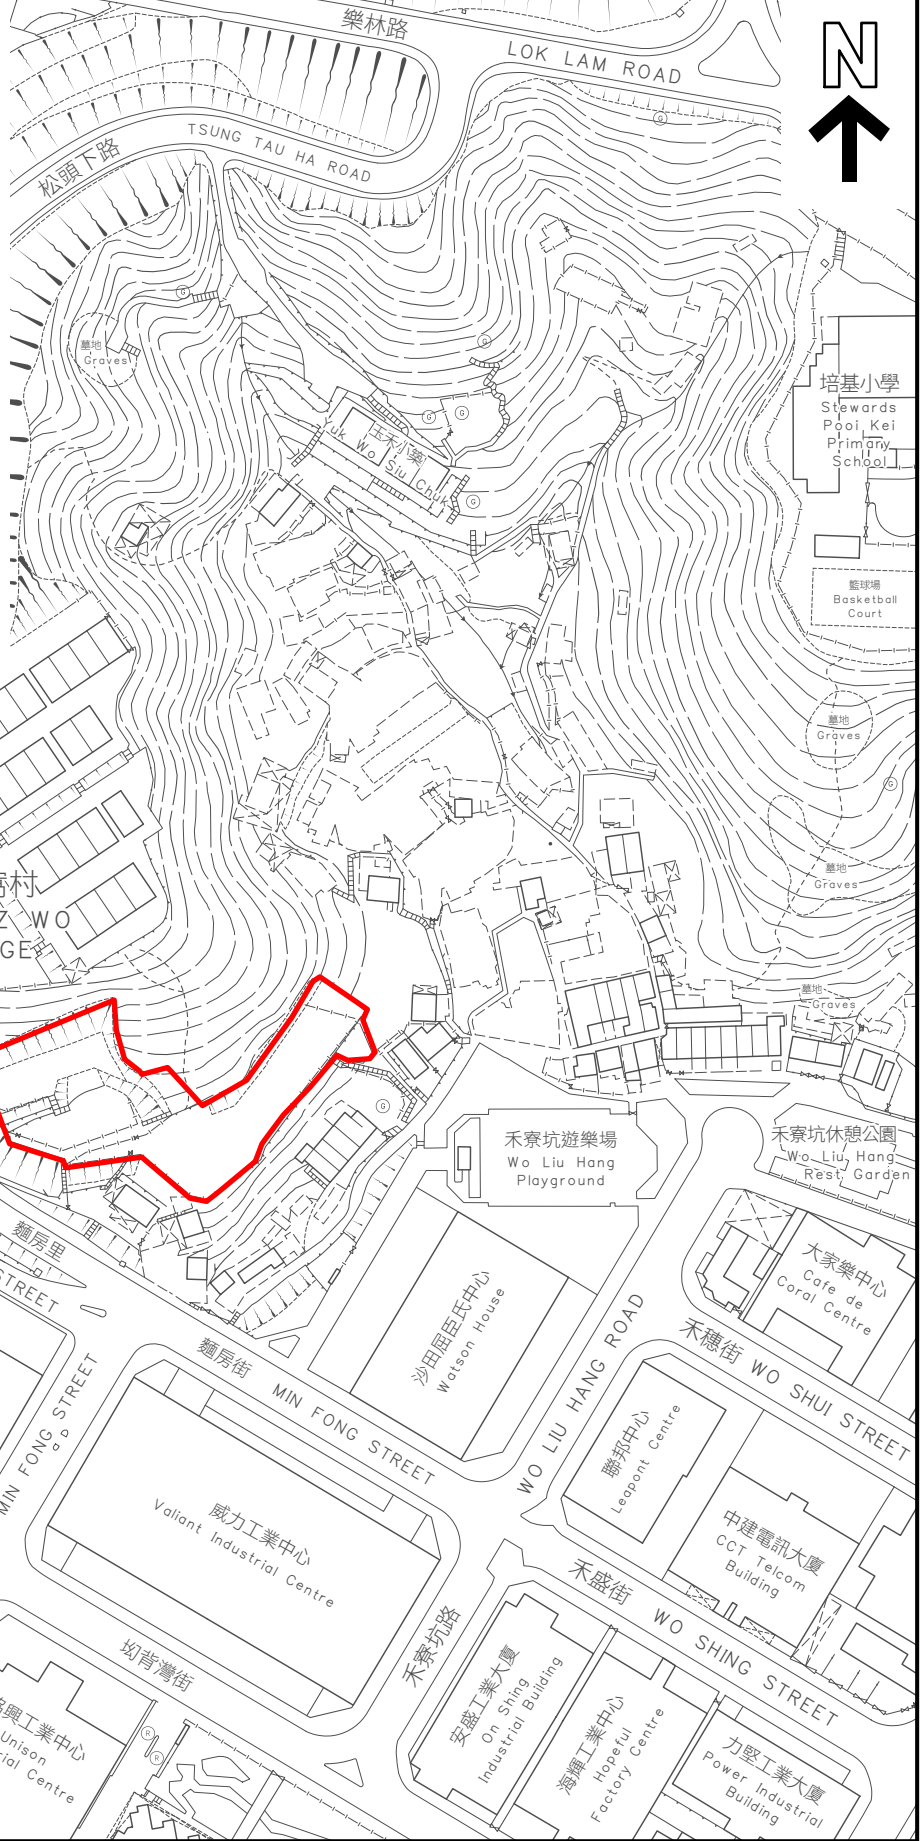 樂林路
LOK LAM ROAD
N
松頭下路
TSUNG TAU HA ROAD
G
G
墓地
Graves
G
G
G
玉禾小築
Yuk Wo Siu Chuk
G
培基小學
Stewards
Pooi Kei
Primary
School
籃球場
Basketball
Court
墓地
Graves
G
墓地
Graves
村
WO
墓地
Graves
G
禾寮坑遊樂場
Wo Liu Hang
Playground
禾寮坑休憩公園
Wo Liu Hang
Rest Garden
麵房里
STREET
麵房街
MIN FONG STREET
沙田屈臣氏中心
Watson House
大家樂中心
Cafe de
Coral Centre
禾穗街
WO SHUI STREET
WO LIU HANG ROAD
MIN FONG STREET
聯邦中心
Leapont Centre
威力工業中心
Valiant Industrial Centre
中建電訊大廈
CCT Telcom
Building
禾盛街
WO SHING STREET
禾寮坑路
坳背灣街
安盛工業大廈
On Shing
Industrial Building
海輝工業中心
Hopeful
Factory Centre
力堅工業大廈
Power Industrial
Building
興工業中心
Unison
Centre
R
R